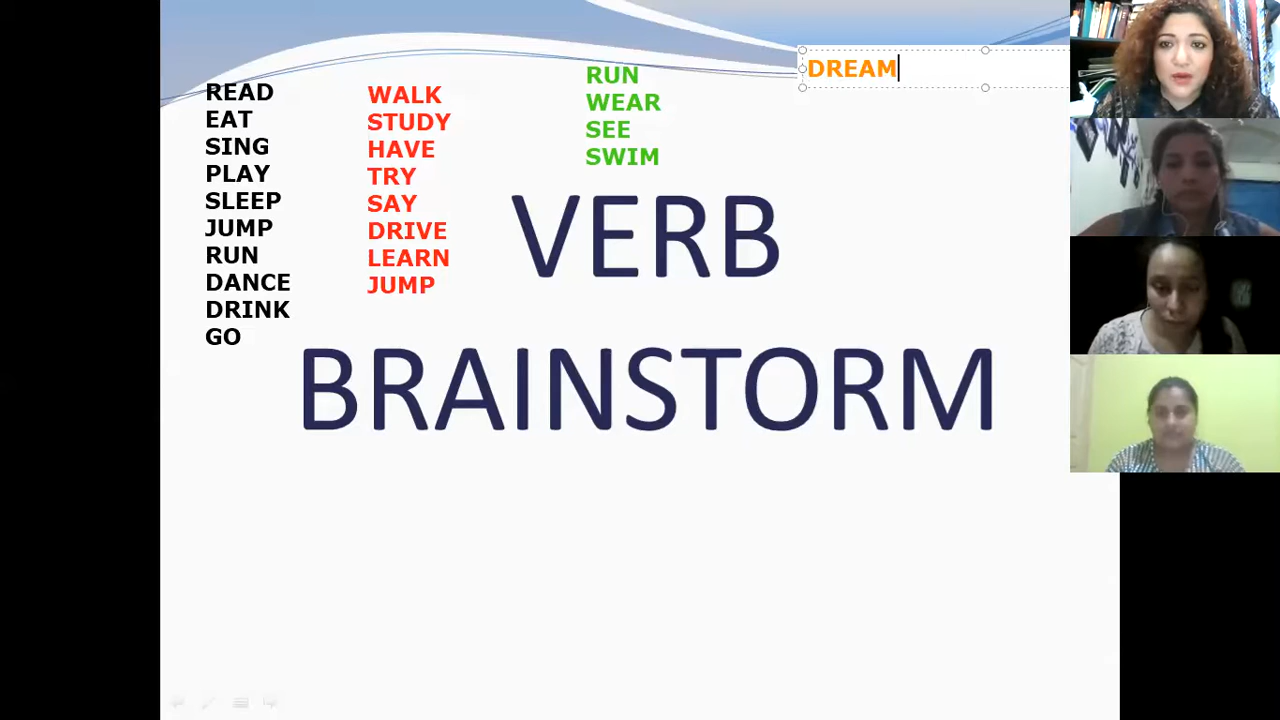 READ
EAT
SING
PLAY
SLEEP
JUMP
RUN
DANCE
DRINK
GO
WALK
STUDY
HAVE
TRY
SAY
DRIVE
LEARN
JUMP
RUN
WEAR
SEE
SWIM
DREAM
VERB
BRAINSTORM